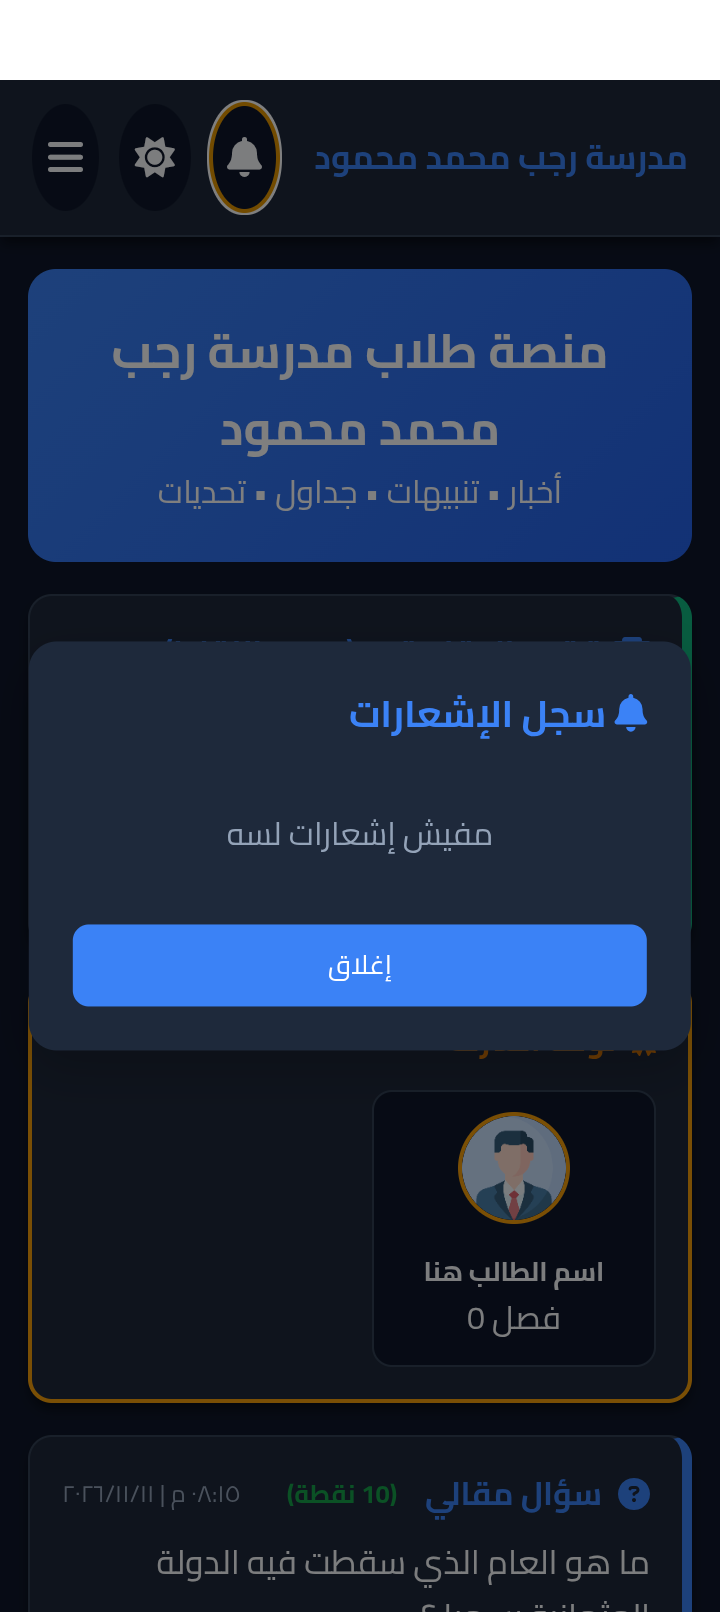 مدرسة رجب محمد محمود
منصة طلاب مدرسة رجب
محمد محمود
أخبار • تنبيهات • جداول • تحديات
سجل الإشعارات
مفيش إشعارات لسه
إغلاق
اسم الطالب هنا
فصل 0
سؤال مقالي (10 نقطة) ٠٨:١٥ م | ٢٠٢٦/١١/١١
ما هو العام الذي سقطت فيه الدولة